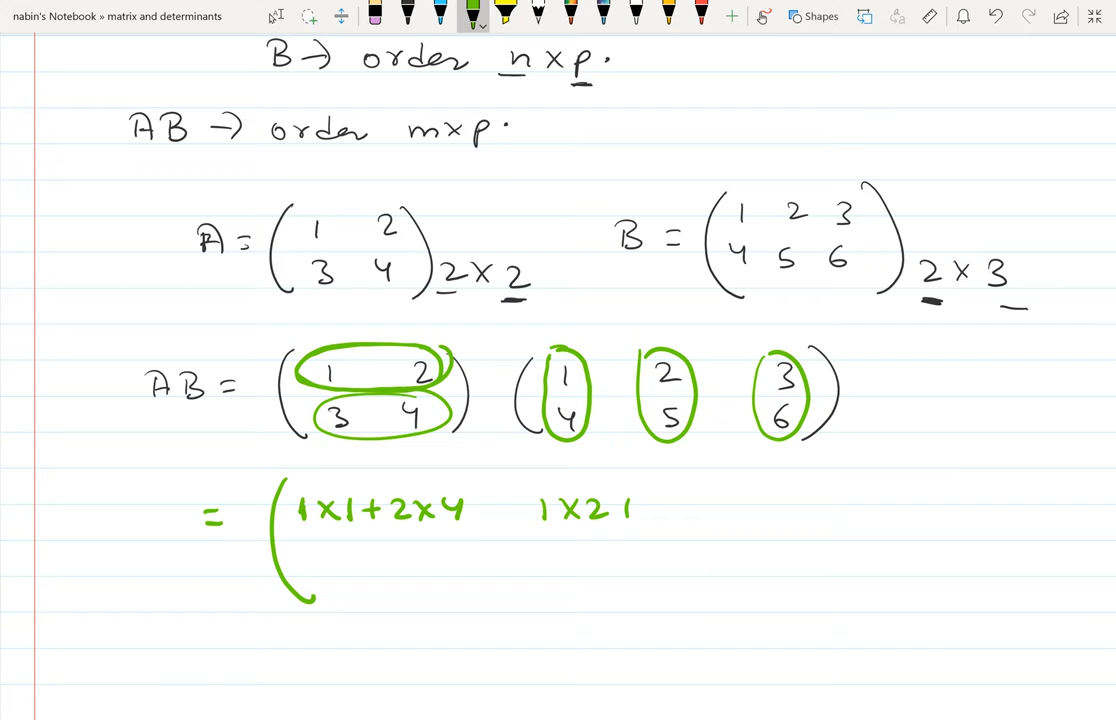 nabin's Notebook » matrix and determinants Shapes
B → order n × p.
AB → order m×p.
A = ( 1 2 B = ( 1 2 3
3 4 ) 2 × 2 4 5 6 ) 2 × 3
AB = ( 1 2 ( 1 2 3
3 4 ) 4 5 6 )
= ( 1×1+2×4 1×2 1